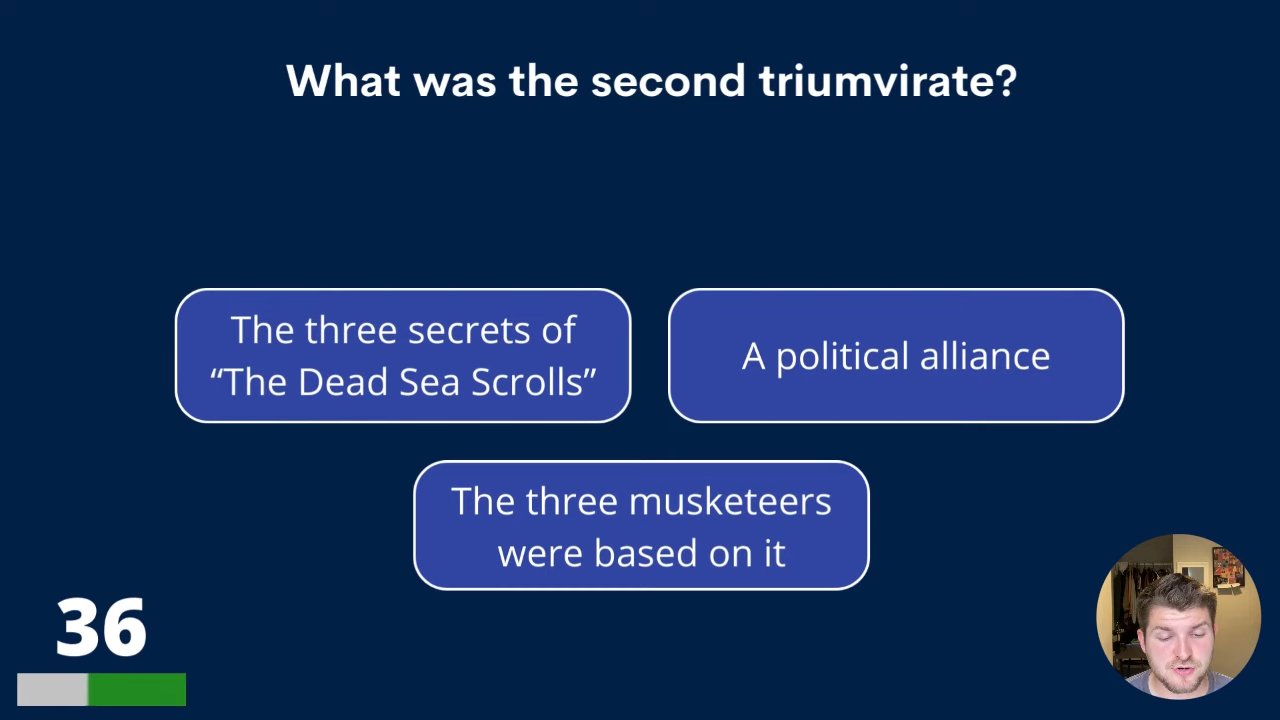 What was the second triumvirate?
The three secrets of
“The Dead Sea Scrolls”
A political alliance
The three musketeers
were based on it
36